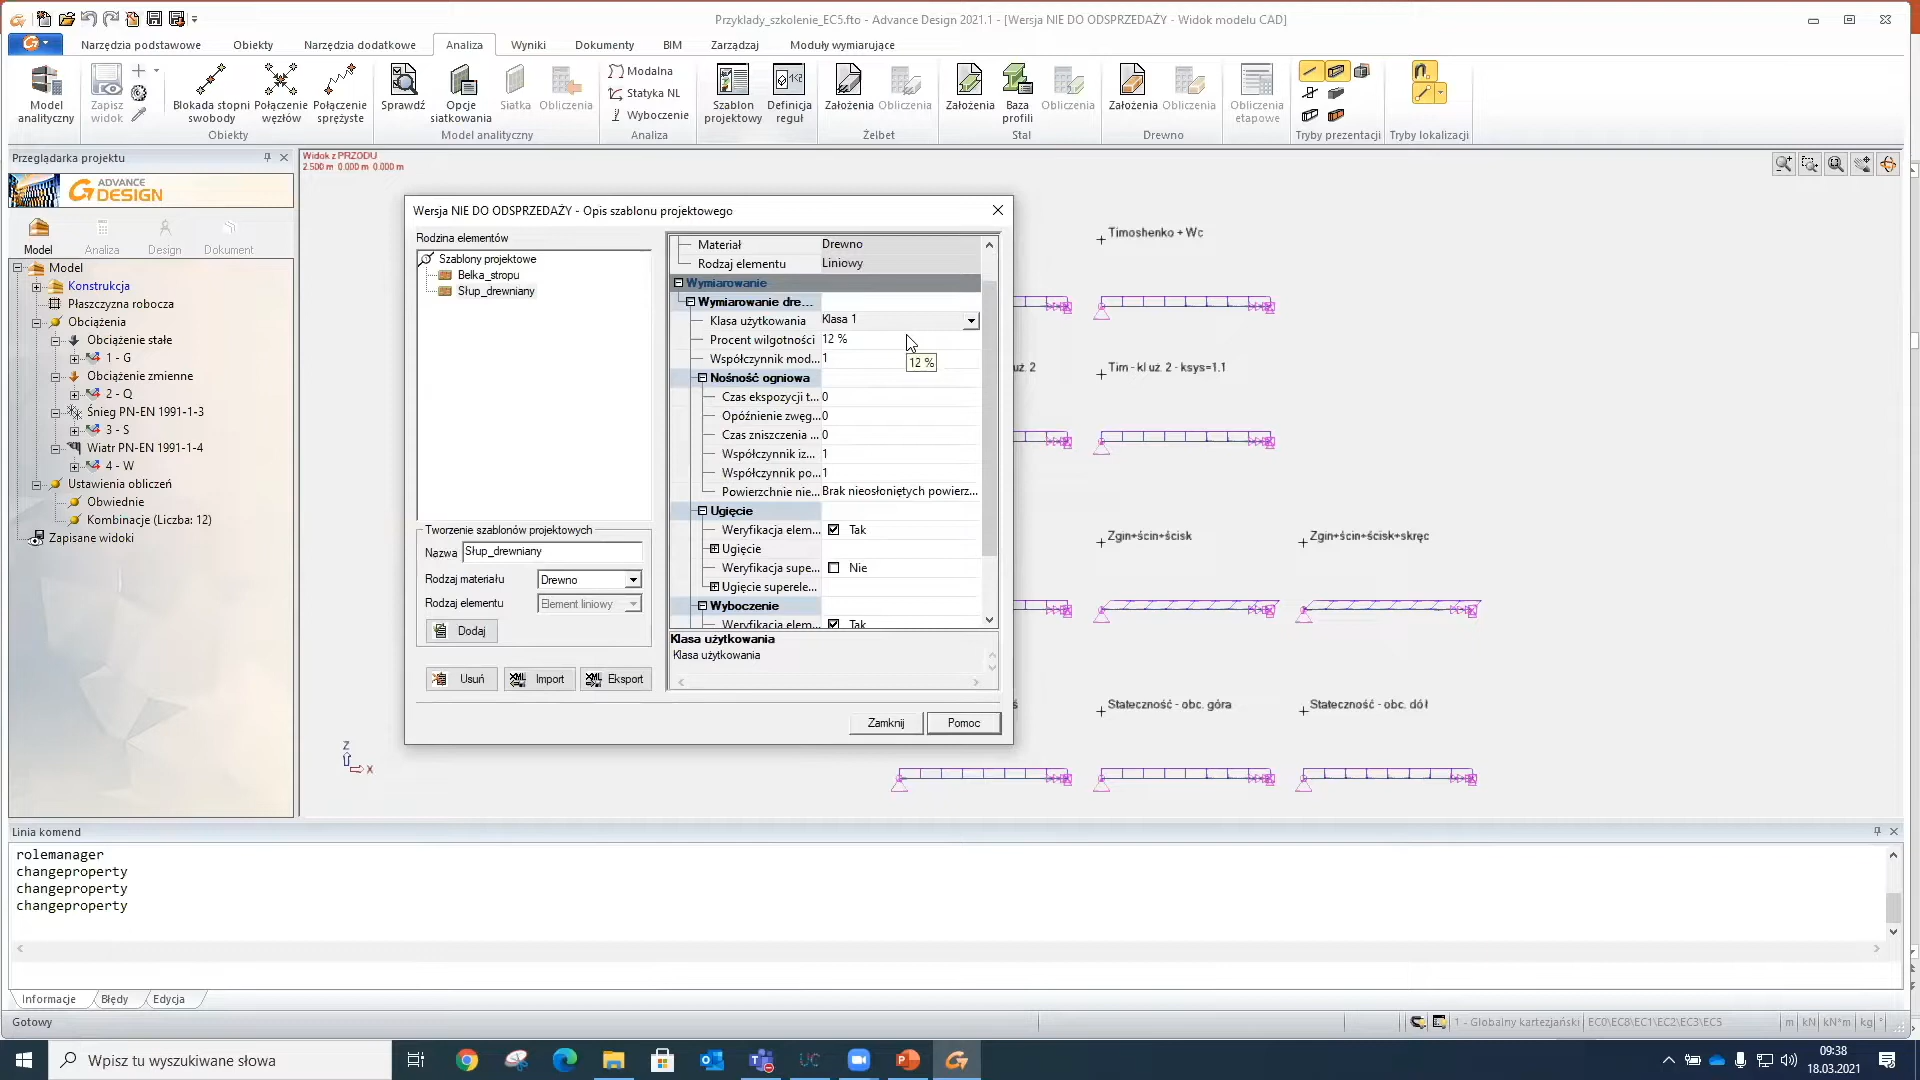 Przyklady_szkolenie_EC5.fto - Advance Design 2021.1 - [Wersja NIE DO ODSPRZEDAŻY - Widok modelu CAD]
Narzędzia podstawowe Obiekty Narzędzia dodatkowe Analiza Wyniki Dokumenty BIM Zarządzaj Moduły wymiarujące
Model analityczny
Zapisz widok
Blokada stopni swobody
Połączenie węzłów
Połączenie sprężyste
Obiekty
Sprawdź
Opcje siatkowania
Siatka
Obliczenia
Model analityczny
Modalna
Statyka NL
Wyboczenie
Analiza
Szablon projektowy
Definicja reguł
Założenia
Obliczenia
Żelbet
Założenia
Baza profili
Obliczenia
Stal
Założenia
Obliczenia
Drewno
Obliczenia etapowe
Tryby prezentacji
Tryby lokalizacji
Przeglądarka projektu
ADVANCE
DESIGN
Model Analiza Design Dokument
Model
Konstrukcja
Płaszczyzna robocza
Obciążenia
Obciążenie stałe
1 - G
Obciążenie zmienne
2 - Q
Śnieg PN-EN 1991-1-3
3 - S
Wiatr PN-EN 1991-1-4
4 - W
Ustawienia obliczeń
Obwiednie
Kombinacje (Liczba: 12)
Zapisane widoki
Widok z PRZODU
2.500 m 0.000 m 0.000 m
Wersja NIE DO ODSPRZEDAŻY - Opis szablonu projektowego
Rodzina elementów
Szablony projektowe
Belka_stropu
Słup_drewniany
Tworzenie szablonów projektowych
Nazwa Słup_drewniany
Rodzaj materiału Drewno
Rodzaj elementu Element liniowy
Dodaj
Usuń Import Eksport
Materiał Drewno
Rodzaj elementu Liniowy
Wymiarowanie
Wymiarowanie dre...
Klasa użytkowania Klasa 1
Procent wilgotności 12 %
Współczynnik mod... 1
12 %
Nośność ogniowa
Czas ekspozycji t... 0
Opóźnienie zwęg... 0
Czas zniszczenia ... 0
Współczynnik iz... 1
Współczynnik po... 1
Powierzchnie nie... Brak nieosłoniętych powierz...
Ugięcie
Weryfikacja elem... Tak
Ugięcie
Weryfikacja supe... Nie
Ugięcie superele...
Wyboczenie
Weryfikacja elem... Tak
Klasa użytkowania
Klasa użytkowania
Zamknij Pomoc
Timoshenko + Wc
uż. 2
Tim - kl uż. 2 - ksys=1.1
Zgin+ścin+ścisk
Zgin+ścin+ścisk+skręc
Stateczność - obc. góra
Stateczność - obc. dół
Z
X
Linia komend
rolemanager
changeproperty
changeproperty
changeproperty
Informacje Błędy Edycja
Gotowy
1 - Globalny kartezjański EC0\EC8\EC1\EC2\EC3\EC5 m kN kN*m kg °
Wpisz tu wyszukiwane słowa
09:38
18.03.2021